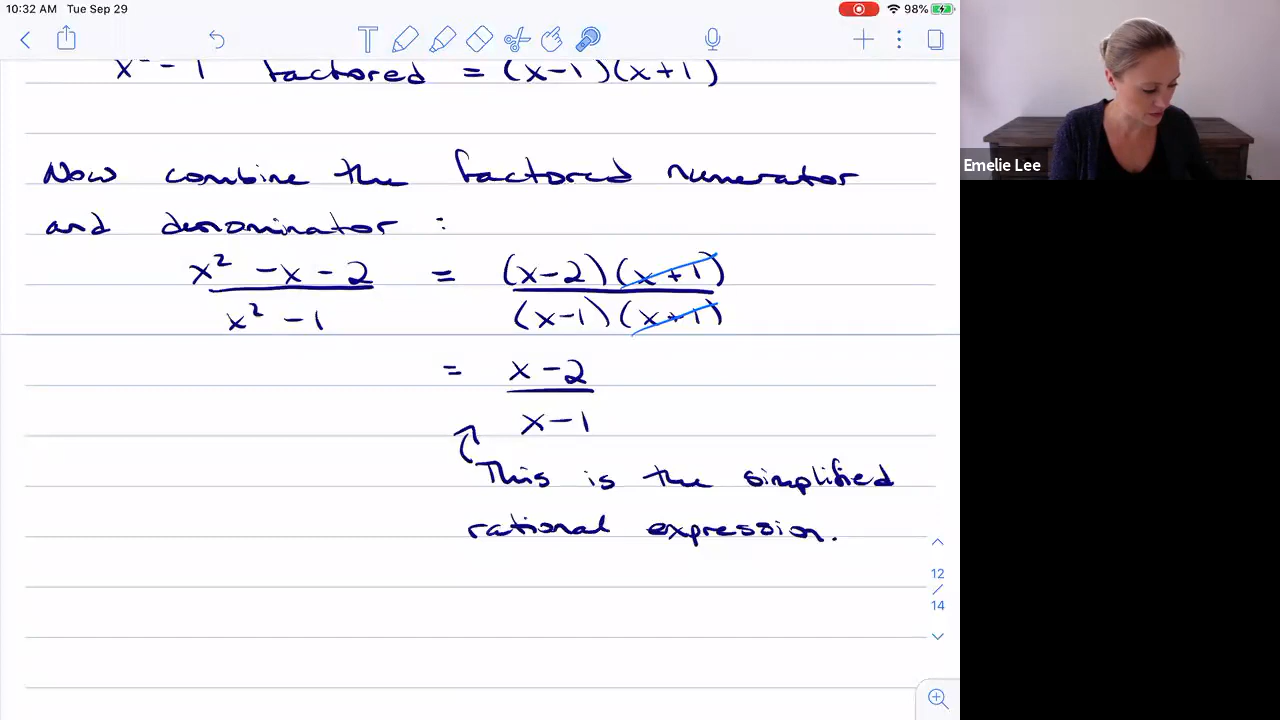 10:32 AM Tue Sep 29 98%
x² - 1 factored = (x-1)(x+1)
Now combine the factored numerator
and denominator :
x² - x - 2 = (x-2)(x+1)
x² - 1 (x-1)(x+1)
= x - 2
x - 1
This is the simplified
rational expression.
12
/
14
Emelie Lee